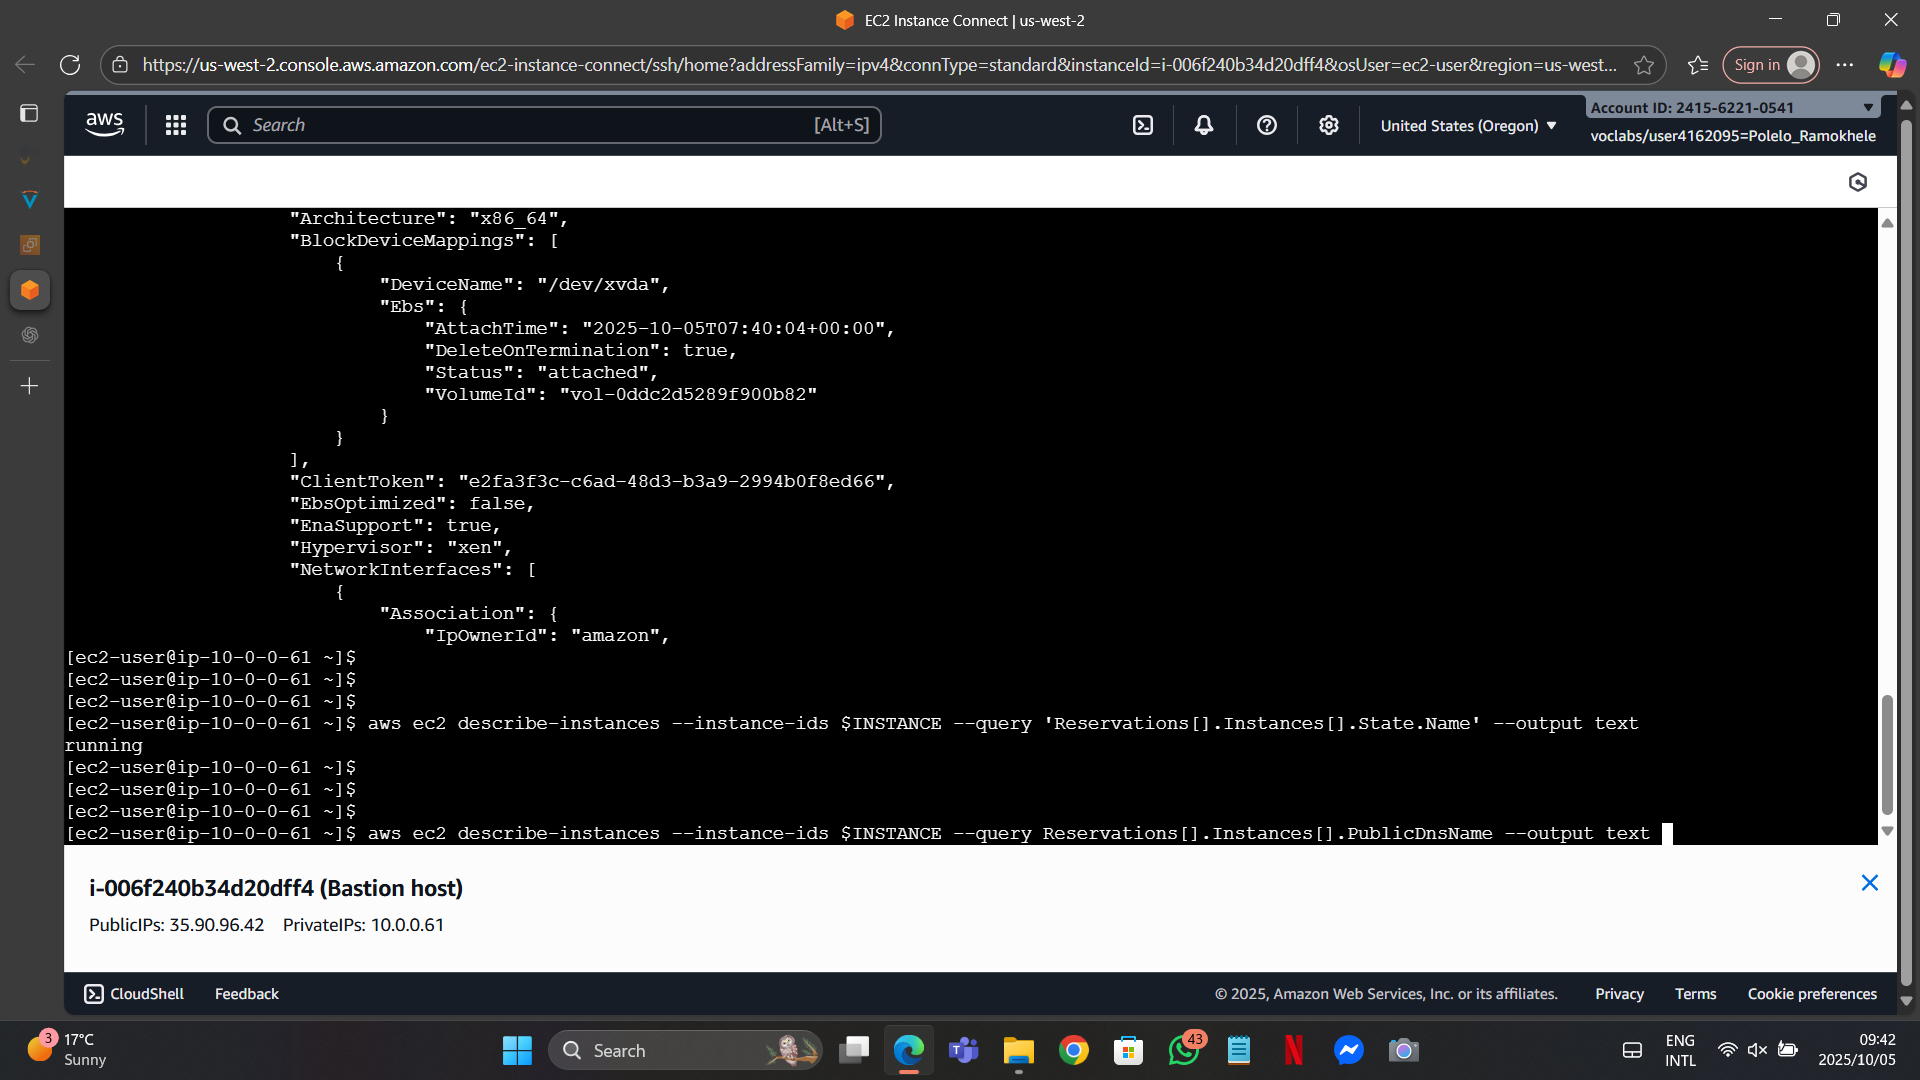 EC2 Instance Connect | us-west-2
https://us-west-2.console.aws.amazon.com/ec2-instance-connect/ssh/home?addressFamily=ipv4&connType=standard&instanceId=i-006f240b34d20dff4&osUser=ec2-user&region=us-west...
Sign in
aws
Search
[Alt+S]
United States (Oregon)
Account ID: 2415-6221-0541
voclabs/user4162095=Polelo_Ramokhele
"Architecture": "x86_64",
"BlockDeviceMappings": [
{
"DeviceName": "/dev/xvda",
"Ebs": {
"AttachTime": "2025-10-05T07:40:04+00:00",
"DeleteOnTermination": true,
"Status": "attached",
"VolumeId": "vol-0ddc2d5289f900b82"
}
}
],
"ClientToken": "e2fa3f3c-c6ad-48d3-b3a9-2994b0f8ed66",
"EbsOptimized": false,
"EnaSupport": true,
"Hypervisor": "xen",
"NetworkInterfaces": [
{
"Association": {
"IpOwnerId": "amazon",
[ec2-user@ip-10-0-0-61 ~]$
[ec2-user@ip-10-0-0-61 ~]$
[ec2-user@ip-10-0-0-61 ~]$
[ec2-user@ip-10-0-0-61 ~]$ aws ec2 describe-instances --instance-ids $INSTANCE --query 'Reservations[].Instances[].State.Name' --output text
running
[ec2-user@ip-10-0-0-61 ~]$
[ec2-user@ip-10-0-0-61 ~]$
[ec2-user@ip-10-0-0-61 ~]$
[ec2-user@ip-10-0-0-61 ~]$ aws ec2 describe-instances --instance-ids $INSTANCE --query Reservations[].Instances[].PublicDnsName --output text
i-006f240b34d20dff4 (Bastion host)
PublicIPs: 35.90.96.42 PrivateIPs: 10.0.0.61
CloudShell
Feedback
© 2025, Amazon Web Services, Inc. or its affiliates.
Privacy
Terms
Cookie preferences
3
17°C
Sunny
Search
43
ENG
INTL
09:42
2025/10/05